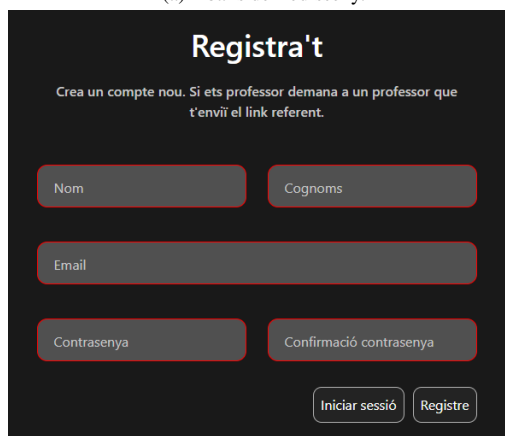 Registra't
Crea un compte nou. Si ets professor demana a un professor que
t'enviï el link referent.
Nom
Cognoms
Email
Contrasenya
Confirmació contrasenya
Iniciar sessió
Registre